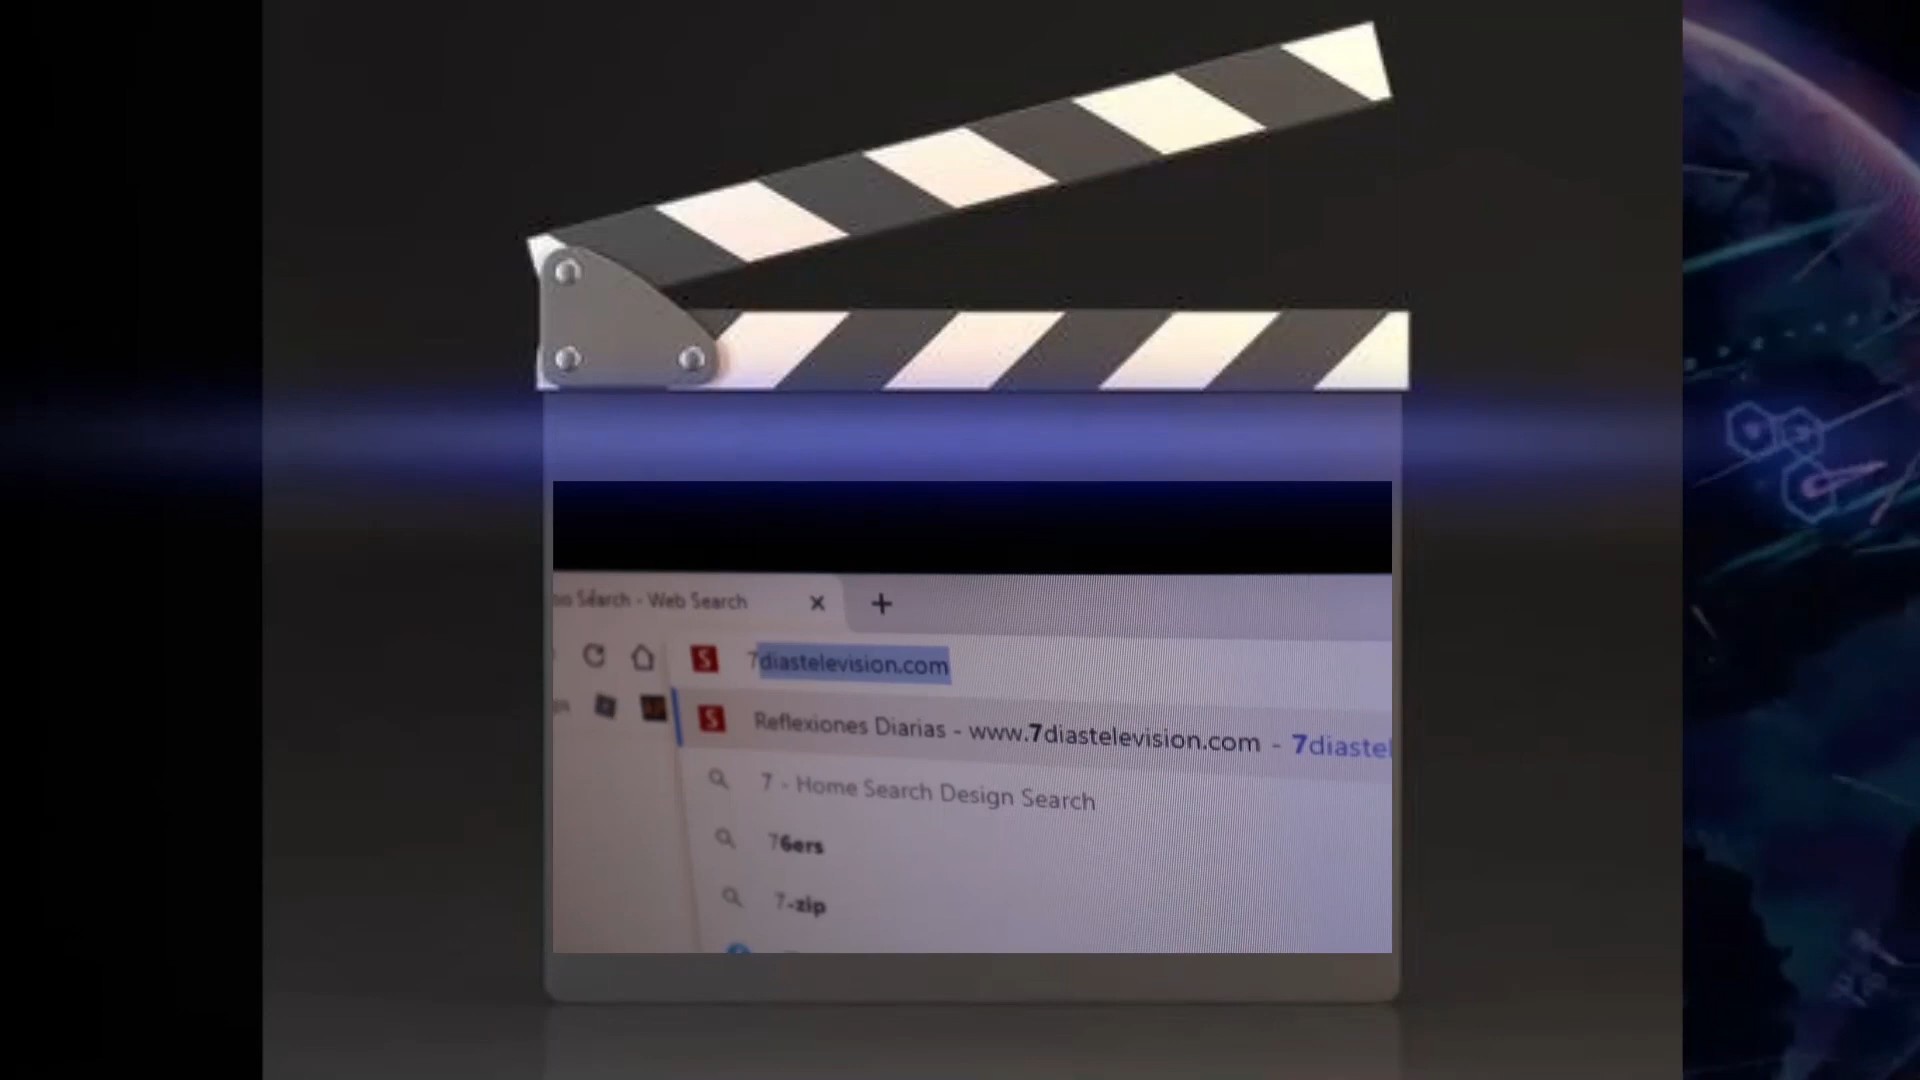 Search - Web Search
7diastelevision.com
Reflexiones Diarias - www.7diastelevision.com - 7diastel
7 - Home Search Design Search
76ers
7-zip